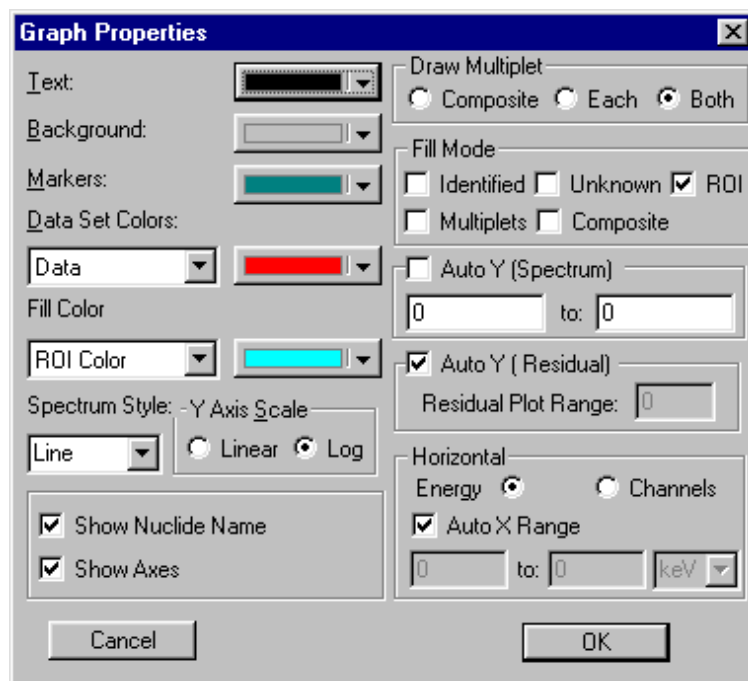 Graph Properties
Text:
Background:
Markers:
Data Set Colors:
Data
Fill Color
ROI Color
Spectrum Style:
Line
Y Axis Scale
Linear Log
Show Nuclide Name
Show Axes
Cancel
Draw Multiplet
Composite Each Both
Fill Mode
Identified Unknown ROI
Multiplets Composite
Auto Y (Spectrum)
0 to: 0
Auto Y ( Residual)
Residual Plot Range: 0
Horizontal
Energy Channels
Auto X Range
0 to: 0 keV
OK